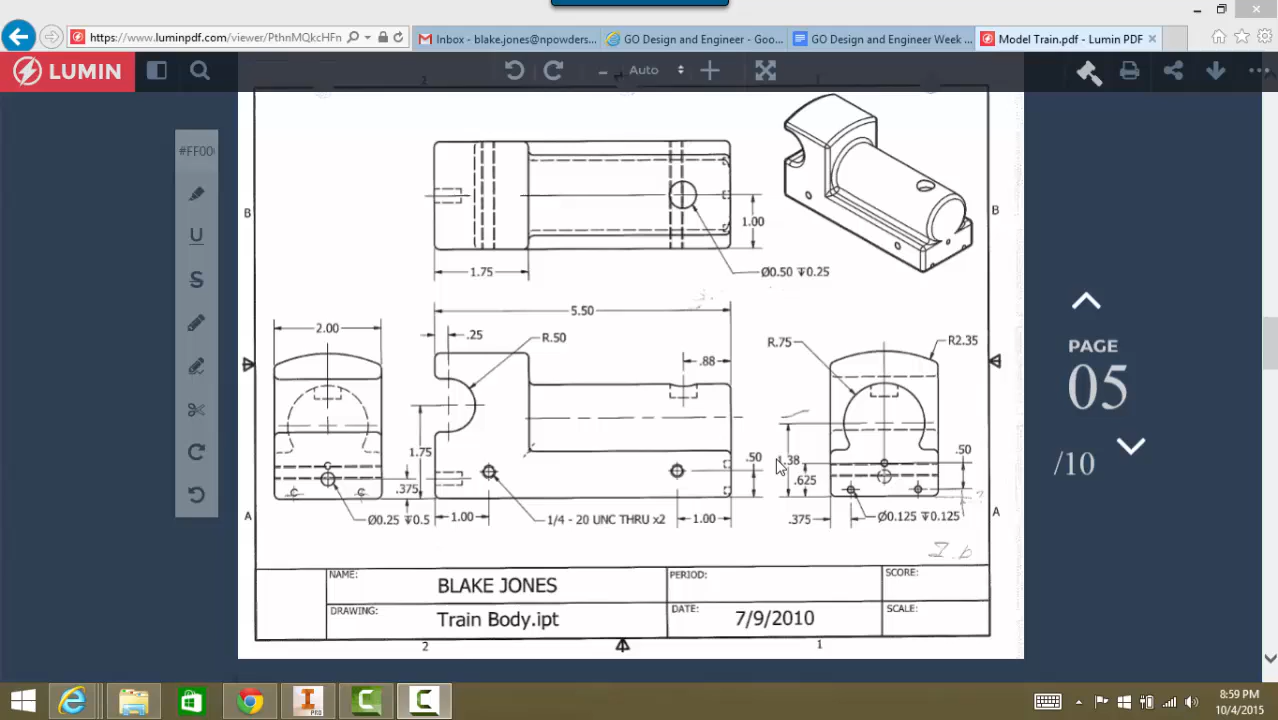 https://www.luminpdf.com/viewer/PthnMQkcHFn
Inbox - blake.jones@npowders...
GO Design and Engineer - Goo...
GO Design and Engineer Week ...
Model Train.pdf - Lumin PDF
LUMIN
Auto
2
1
#FF00
B
B
1.00
1.75
Ø0.50 ↧0.25
5.50
2.00
.25
R.50
.88
R.75
R2.35
PAGE
05
/10
1.75
.375
.50
.38
.625
.50
A
A
Ø0.25 ↧0.5
1.00
1/4 - 20 UNC THRU x2
1.00
.375
Ø0.125 ↧0.125
NAME:
BLAKE JONES
PERIOD:
SCORE:
DRAWING:
Train Body.ipt
DATE:
7/9/2010
SCALE:
2
1
PRO
8:59 PM
10/4/2015